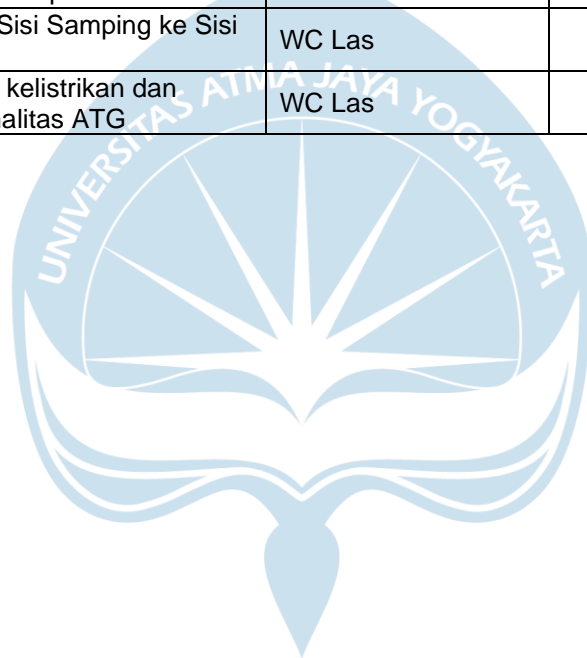 Sisi Samping ke Sisi
WC Las
kelistrikan dan
WC Las
alitas ATG
UNIVERSITAS ATMA JAYA YOGYAKARTA